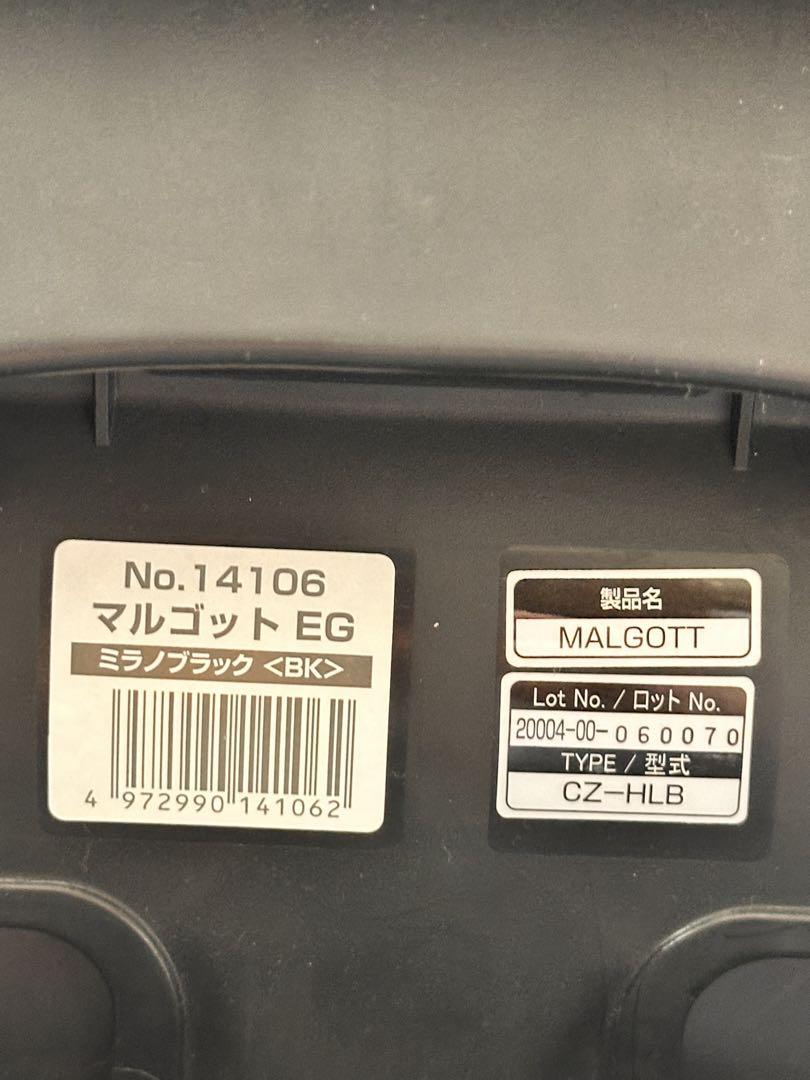 No.14106
マルゴット EG
ミラノブラック <BK>
4 972990 141062
製品名
MALGOTT
Lot No. / ロット No.
20004-00-060070
TYPE / 型式
CZ-HLB